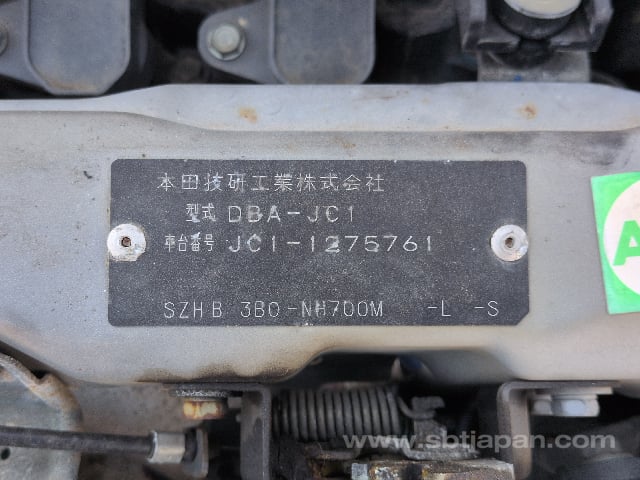 本田技研工業株式会社
型式 DBA-JC1
車台番号 JC1-1275761
SZHB 3B0-NH700M -L -S
A
www.sbtjapan.com